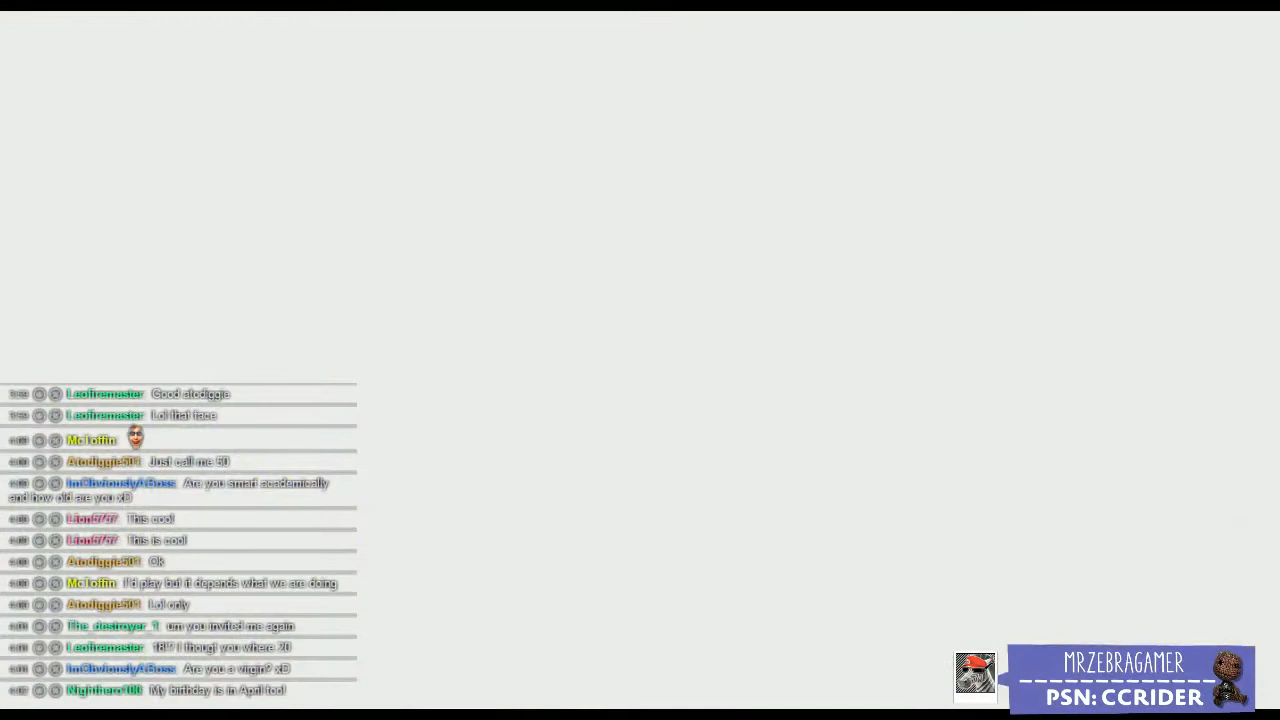 Leofiremaster Good atodiggie
Leofiremaster Lol that face
McToffin
Atodiggie501 Just call me 50
ImObviouslyABoss Are you smart academically
and how old are you xD
Lion5757 This cool
Lion5757 This is cool
Atodiggie501 Ok
McToffin I'd play but it depends what we are doing
Atodiggie501 Lol only
The_destroyer_1 um you invited me again
Leofiremaster 18!? I thougt you where 20
ImObviouslyABoss Are you a virgin? xD
Nighthero100 My birthday is in April too!
MRZEBRAGAMER
PSN: CCRIDER